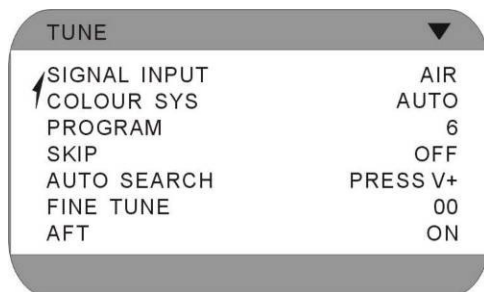 TUNE
SIGNAL INPUT AIR
COLOUR SYS AUTO
PROGRAM 6
SKIP OFF
AUTO SEARCH PRESS V+
FINE TUNE 00
AFT ON